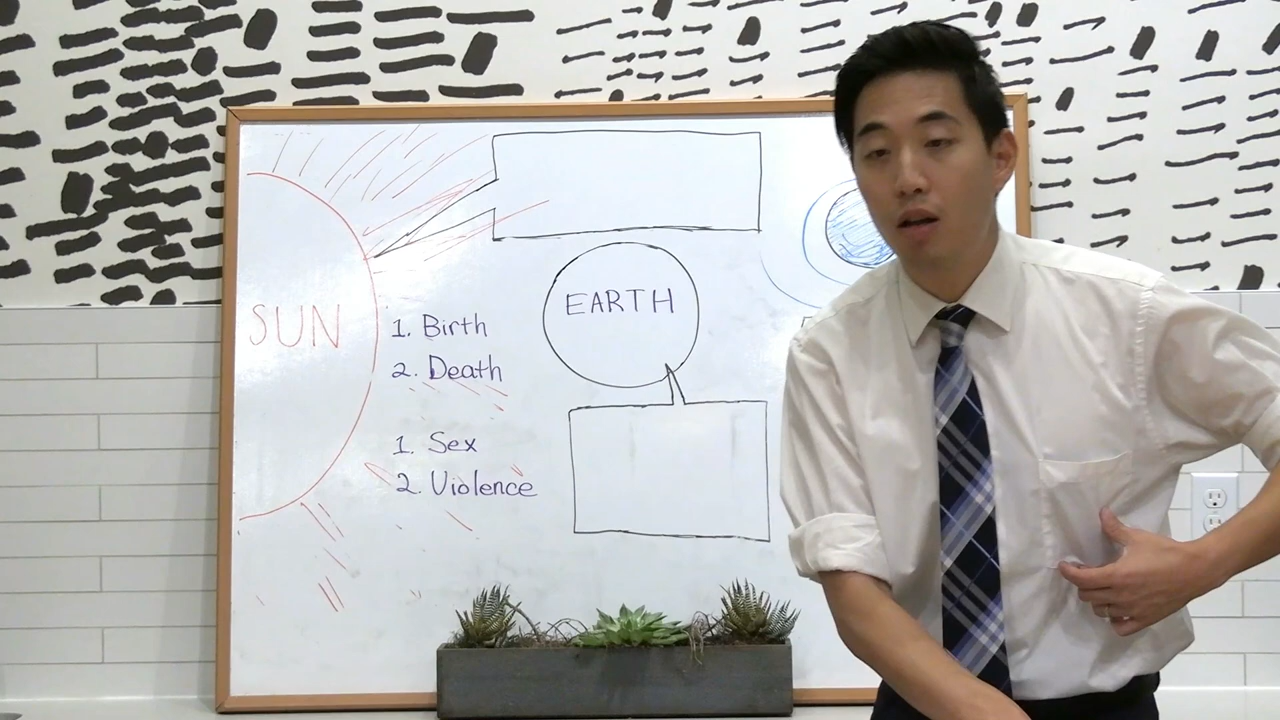 SUN
1. Birth
2. Death
1. Sex
2. Violence
EARTH